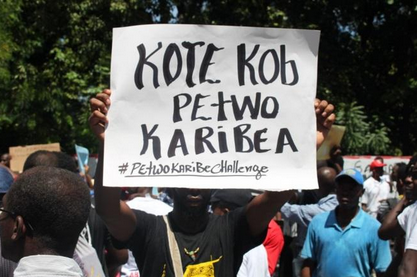 KOTE KOb
PETWO
KARIBEA
#PETWOKARIBECHALLENGE